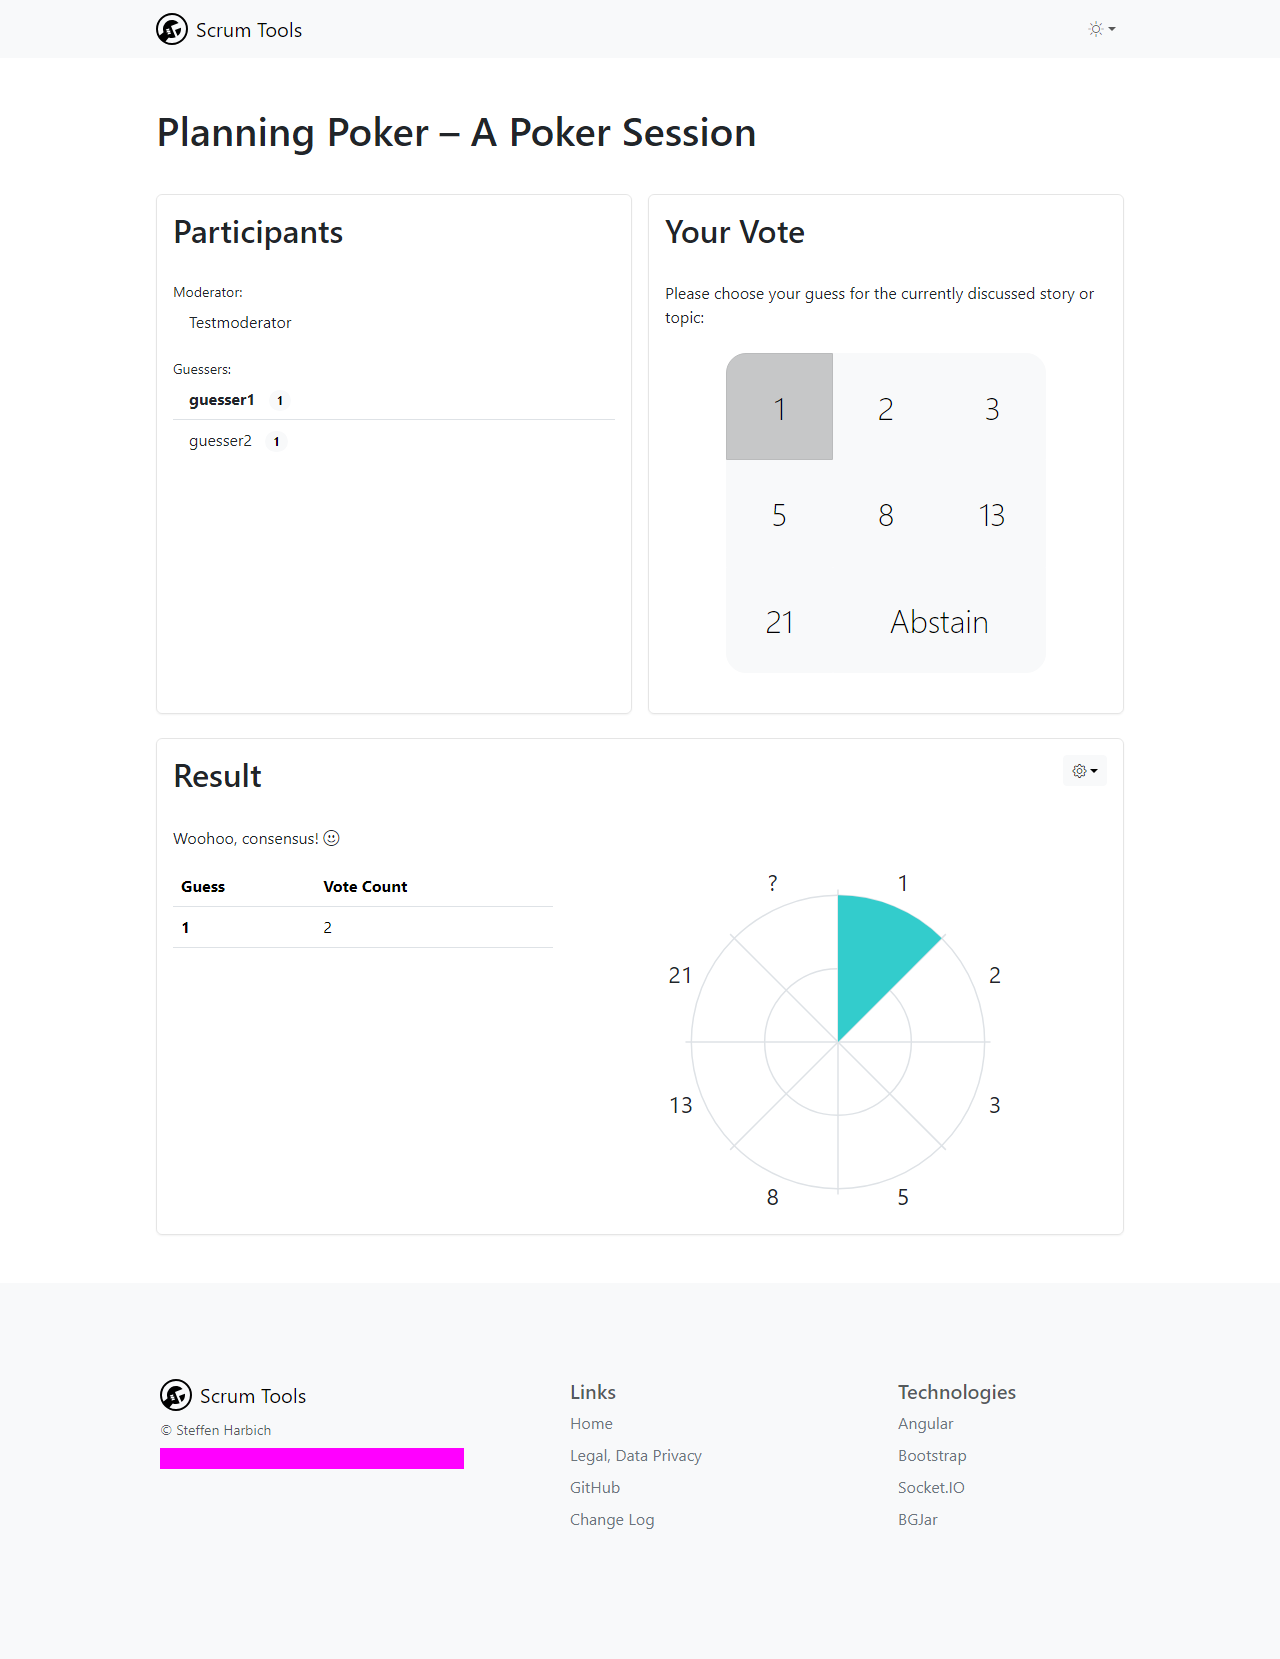 Scrum Tools
Planning Poker – A Poker Session
Participants
Moderator:
Testmoderator
Guessers:
guesser1 1
guesser2 1
Your Vote
Please choose your guess for the currently discussed story or
topic:
1 2 3
5 8 13
21 Abstain
Result
Woohoo, consensus!
Guess Vote Count
1 2
? 1
21 2
13 3
8 5
Scrum Tools
© Steffen Harbich
Links
Home
Legal, Data Privacy
GitHub
Change Log
Technologies
Angular
Bootstrap
Socket.IO
BGJar